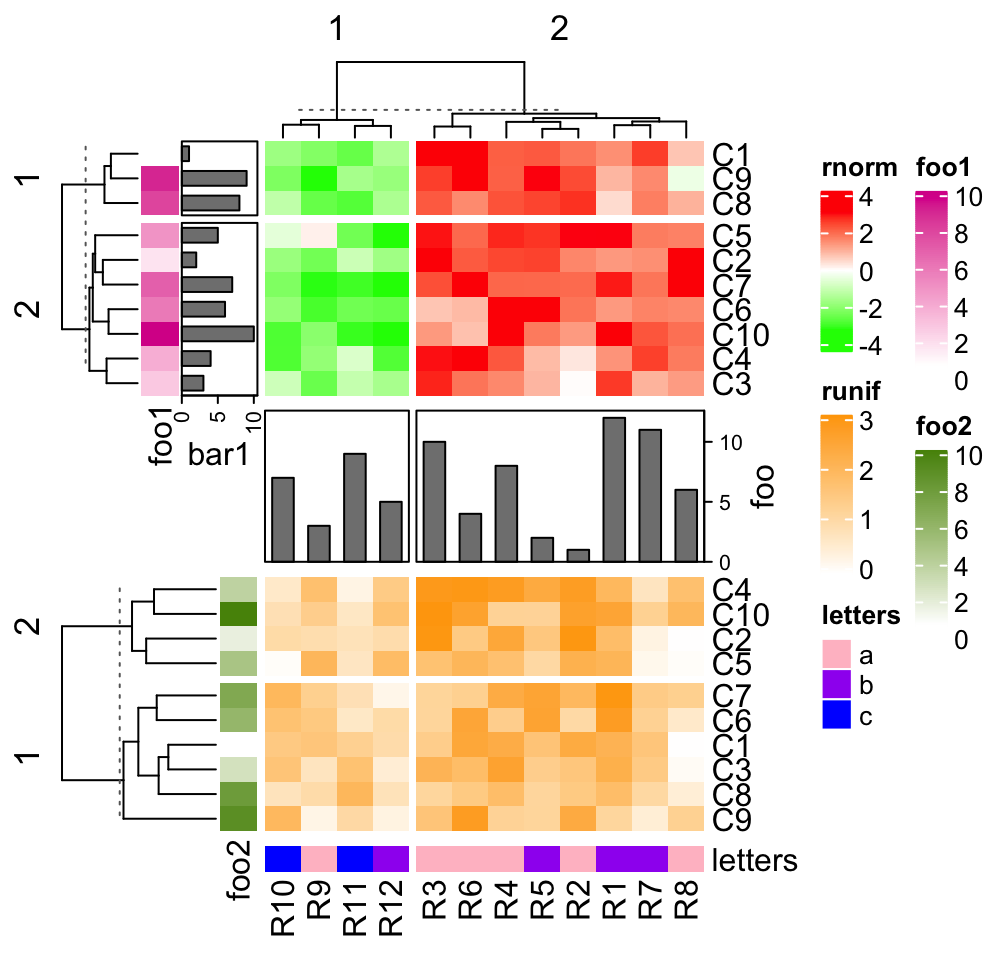 1 2
1
2
C1
C9
C8
C5
C2
C7
C6
C10
C4
C3
foo1
0 5 10
bar1
10
5
0
foo
2
1
C4
C10
C2
C5
C7
C6
C1
C3
C8
C9
foo2
letters
R10 R9 R11 R12 R3 R6 R4 R5 R2 R1 R7 R8
rnorm
4
2
0
-2
-4
foo1
10
8
6
4
2
0
runif
3
2
1
0
foo2
10
8
6
4
2
0
letters
a
b
c